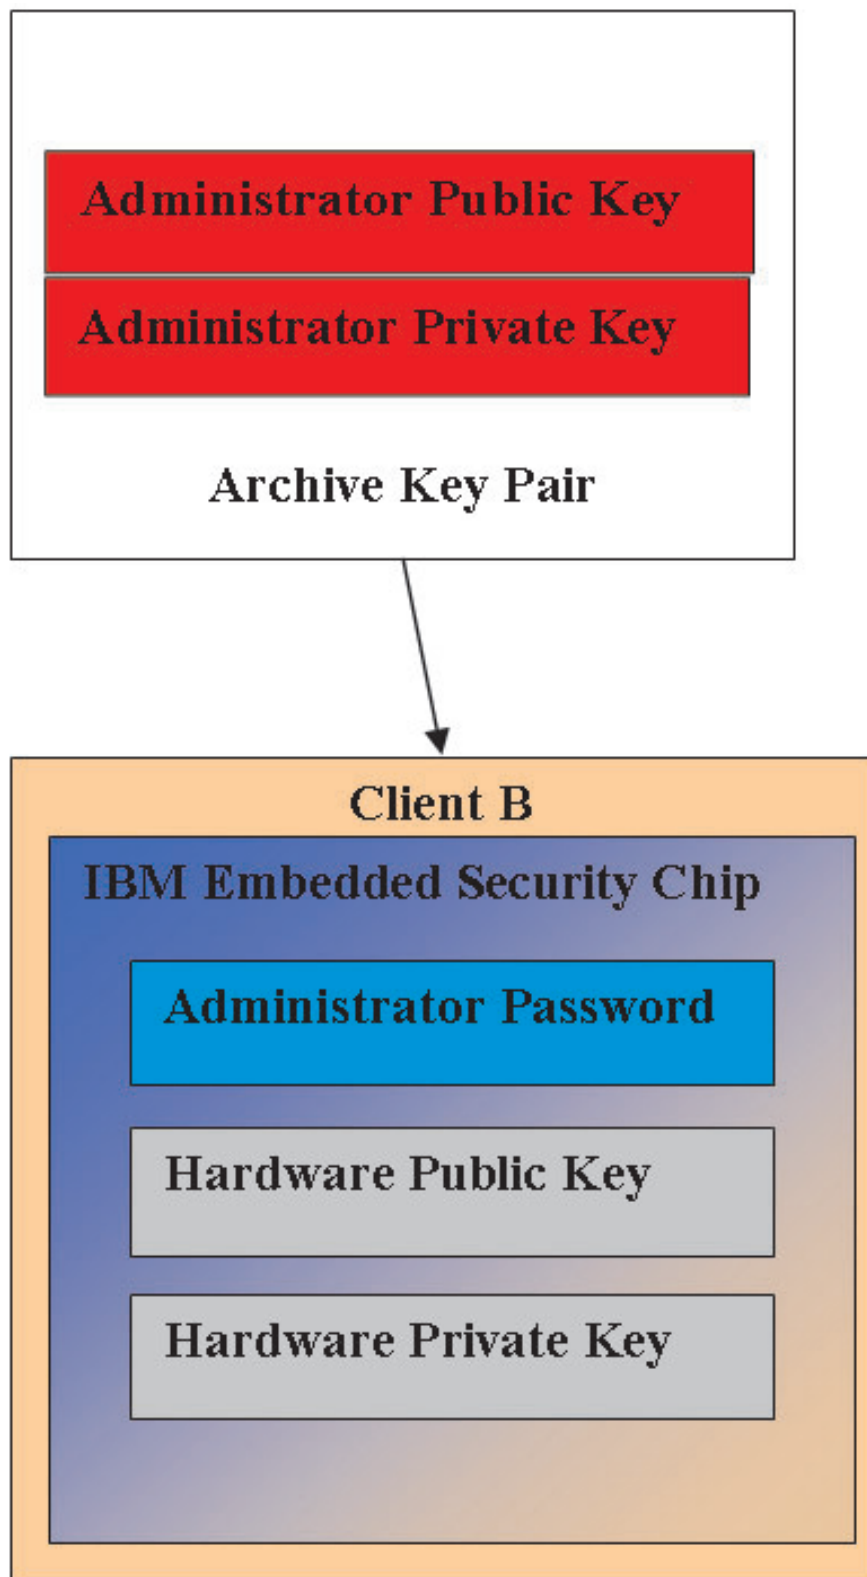 Administrator Public Key
Administrator Private Key
Archive Key Pair
Client B
IBM Embedded Security Chip
Administrator Password
Hardware Public Key
Hardware Private Key